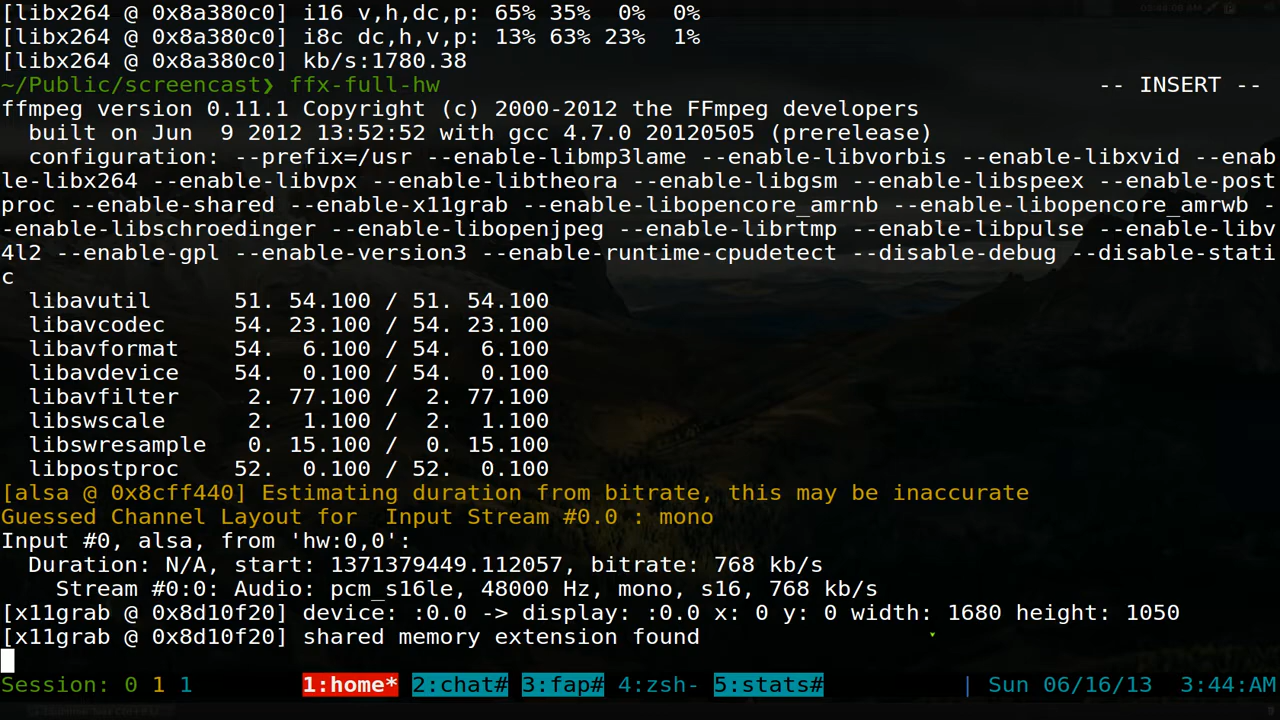 [libx264 @ 0x8a380c0] i16 v,h,dc,p: 65% 35%  0%  0%
[libx264 @ 0x8a380c0] i8c dc,h,v,p: 13% 63% 23%  1%
[libx264 @ 0x8a380c0] kb/s:1780.38
~/Public/screencast❯ ffx-full-hw -- INSERT --
ffmpeg version 0.11.1 Copyright (c) 2000-2012 the FFmpeg developers
  built on Jun  9 2012 13:52:52 with gcc 4.7.0 20120505 (prerelease)
  configuration: --prefix=/usr --enable-libmp3lame --enable-libvorbis --enable-libxvid --enab
le-libx264 --enable-libvpx --enable-libtheora --enable-libgsm --enable-libspeex --enable-post
proc --enable-shared --enable-x11grab --enable-libopencore_amrnb --enable-libopencore_amrwb -
-enable-libschroedinger --enable-libopenjpeg --enable-librtmp --enable-libpulse --enable-libv
4l2 --enable-gpl --enable-version3 --enable-runtime-cpudetect --disable-debug --disable-stati
c
  libavutil      51. 54.100 / 51. 54.100
  libavcodec     54. 23.100 / 54. 23.100
  libavformat    54.  6.100 / 54.  6.100
  libavdevice    54.  0.100 / 54.  0.100
  libavfilter     2. 77.100 /  2. 77.100
  libswscale      2.  1.100 /  2.  1.100
  libswresample   0. 15.100 /  0. 15.100
  libpostproc    52.  0.100 / 52.  0.100
[alsa @ 0x8cff440] Estimating duration from bitrate, this may be inaccurate
Guessed Channel Layout for  Input Stream #0.0 : mono
Input #0, alsa, from 'hw:0,0':
  Duration: N/A, start: 1371379449.112057, bitrate: 768 kb/s
    Stream #0:0: Audio: pcm_s16le, 48000 Hz, mono, s16, 768 kb/s
[x11grab @ 0x8d10f20] device: :0.0 -> display: :0.0 x: 0 y: 0 width: 1680 height: 1050
[x11grab @ 0x8d10f20] shared memory extension found
Session: 0 1 1 1:home* 2:chat# 3:fap# 4:zsh- 5:stats# | Sun 06/16/13  3:44:AM